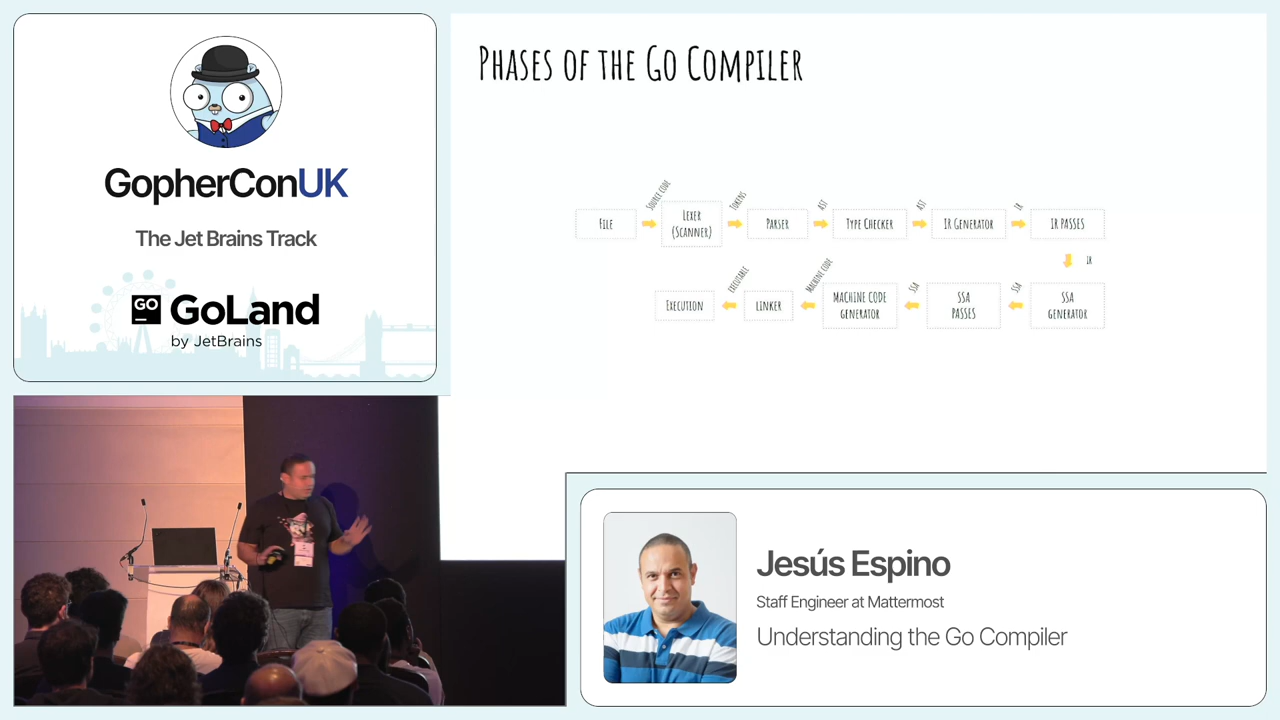 GopherConUK
The Jet Brains Track
GO GoLand
by JetBrains
PHASES OF THE GO COMPILER
FILE
SOURCE CODE
LEXER
(SCANNER)
TOKENS
PARSER
AST
TYPE CHECKER
AST
IR GENERATOR
IR
IR PASSES
IR
SSA
GENERATOR
SSA
SSA
PASSES
SSA
MACHINE CODE
GENERATOR
MACHINE CODE
LINKER
EXECUTABLE
EXECUTION
Jesús Espino
Staff Engineer at Mattermost
Understanding the Go Compiler